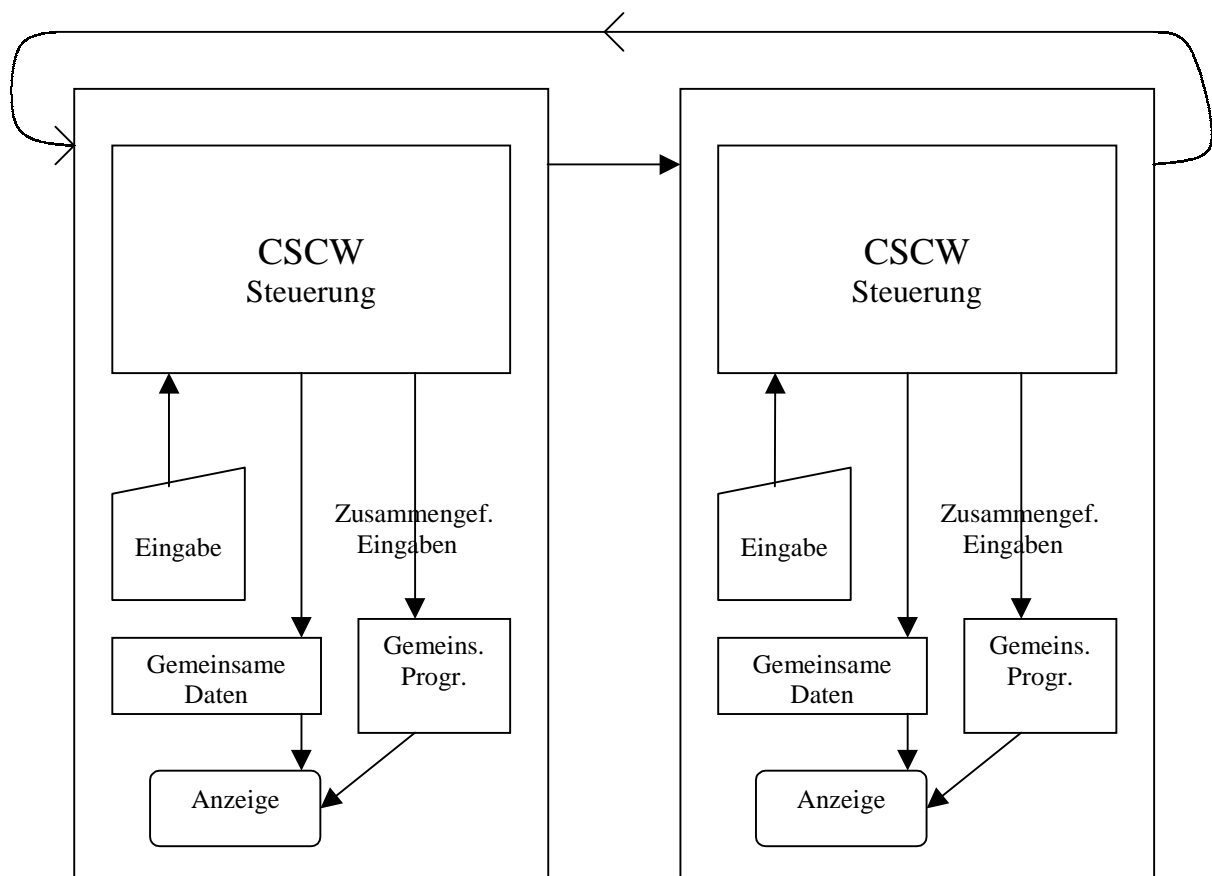 CSCW
Steuerung
Eingabe
Zusammengef.
Eingaben
Gemeinsame
Daten
Gemeins.
Progr.
Anzeige
CSCW
Steuerung
Eingabe
Zusammengef.
Eingaben
Gemeinsame
Daten
Gemeins.
Progr.
Anzeige